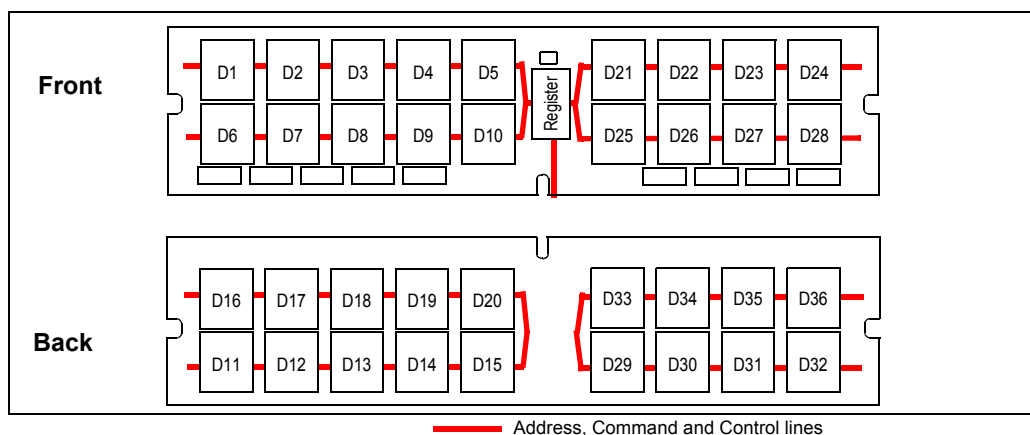 Front
D1 D2 D3 D4 D5 Register D21 D22 D23 D24
D6 D7 D8 D9 D10 D25 D26 D27 D28
Back
D16 D17 D18 D19 D20 D33 D34 D35 D36
D11 D12 D13 D14 D15 D29 D30 D31 D32
Address, Command and Control lines